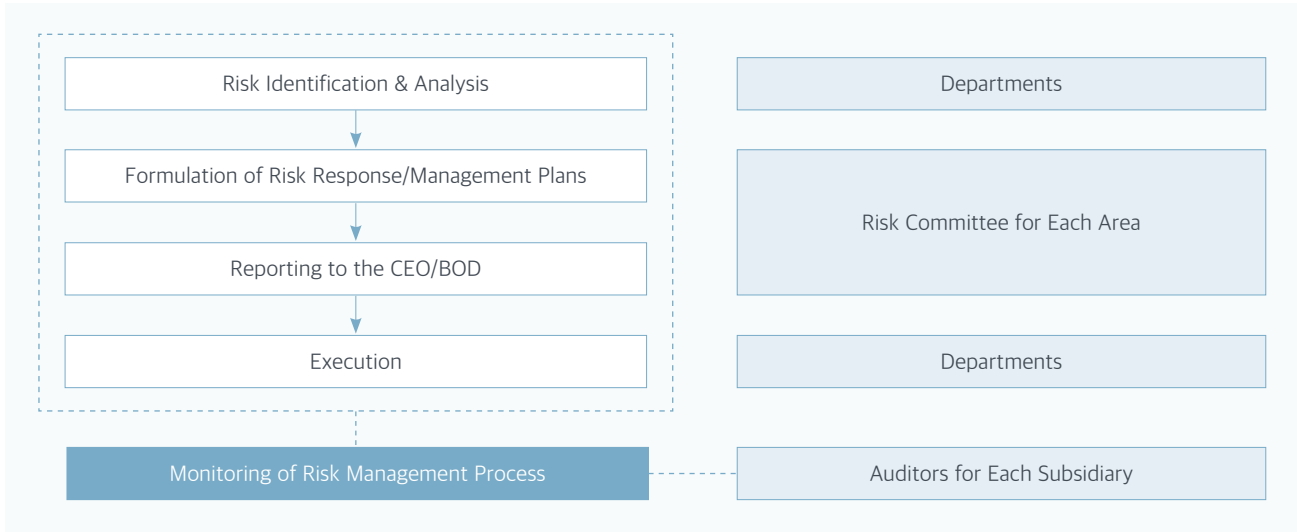 Risk Identification & Analysis
Departments
Formulation of Risk Response/Management Plans
Risk Committee for Each Area
Reporting to the CEO/BOD
Execution
Departments
Monitoring of Risk Management Process
Auditors for Each Subsidiary